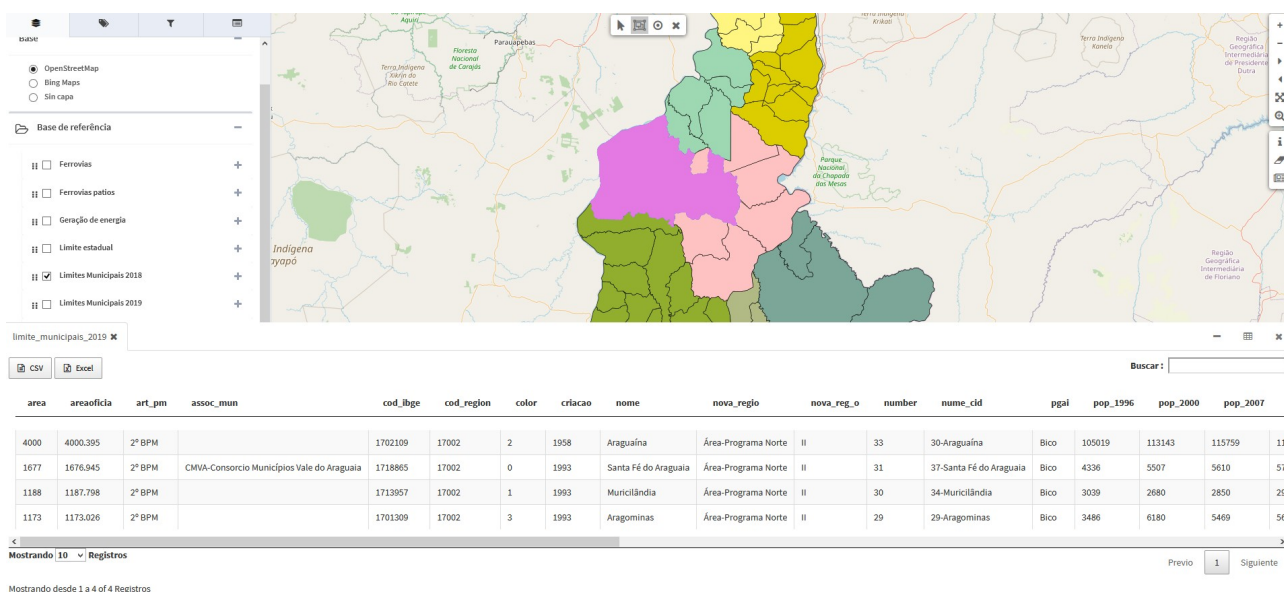 Base
OpenStreetMap
Bing Maps
Sin capa
Base de referência
Ferrovias
Ferrovias patios
Geração de energia
Limite estadual
Limites Municipais 2018
Limites Municipais 2019
Aquiri
Parauapebas
Floresta
Nacional
de Carajás
Terra Indígena
Xikrin do
Rio Catete
Indígena
ayapó
Krikati
Terra Indígena
Kanela
Região
Geográfica
Intermediária
de Presidente
Dutra
Parque
Nacional
da Chapada
das Mesas
Região
Geográfica
Intermediária
de Floriano
limite_municipais_2019
CSV Excel Buscar :
area areaoficia art_pm assoc_mun cod_ibge cod_region color criacao nome nova_regio nova_reg_o number nume_cid pgai pop_1996 pop_2000 pop_2007
4000 4000.395 2º BPM 1702109 17002 2 1958 Araguaína Área-Programa Norte II 33 30-Araguaína Bico 105019 113143 115759 11
1677 1676.945 2º BPM CMVA-Consorcio Municípios Vale do Araguaia 1718865 17002 0 1993 Santa Fé do Araguaia Área-Programa Norte II 31 37-Santa Fé do Araguaia Bico 4336 5507 5610 57
1188 1187.798 2º BPM 1713957 17002 1 1993 Muricilândia Área-Programa Norte II 30 34-Muricilândia Bico 3039 2680 2850 29
1173 1173.026 2º BPM 1701309 17002 3 1993 Aragominas Área-Programa Norte II 29 29-Aragominas Bico 3486 6180 5469 56
Mostrando 10 Registros
Previo 1 Siguiente
Mostrando desde 1 a 4 of 4 Registros